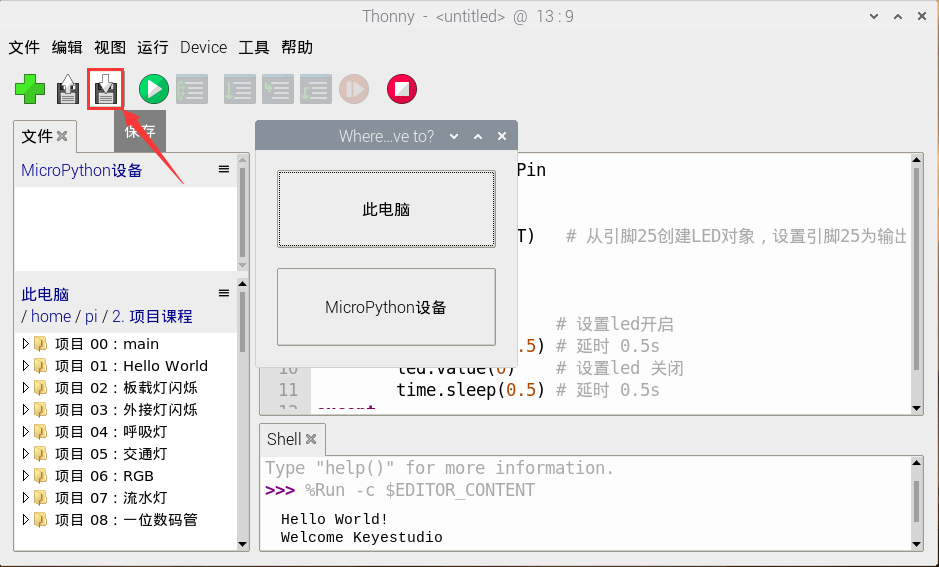 Thonny - <untitled> @ 13 : 9
文件 编辑 视图 运行 Device 工具 帮助
保存
文件
MicroPython设备
此电脑
/ home / pi / 2. 项目课程
项目 00：main
项目 01：Hello World
项目 02：板载灯闪烁
项目 03：外接灯闪烁
项目 04：呼吸灯
项目 05：交通灯
项目 06：RGB
项目 07：流水灯
项目 08：一位数码管
Where...ve to?
此电脑
MicroPython设备
Pin
T) # 从引脚25创建LED对象，设置引脚25为输出
# 设置led开启
.5) # 延时 0.5s
10 led.value(0) # 设置led 关闭
11 time.sleep(0.5) # 延时 0.5s
Shell
Type "help()" for more information.
>>> %Run -c $EDITOR_CONTENT
Hello World!
Welcome Keyestudio